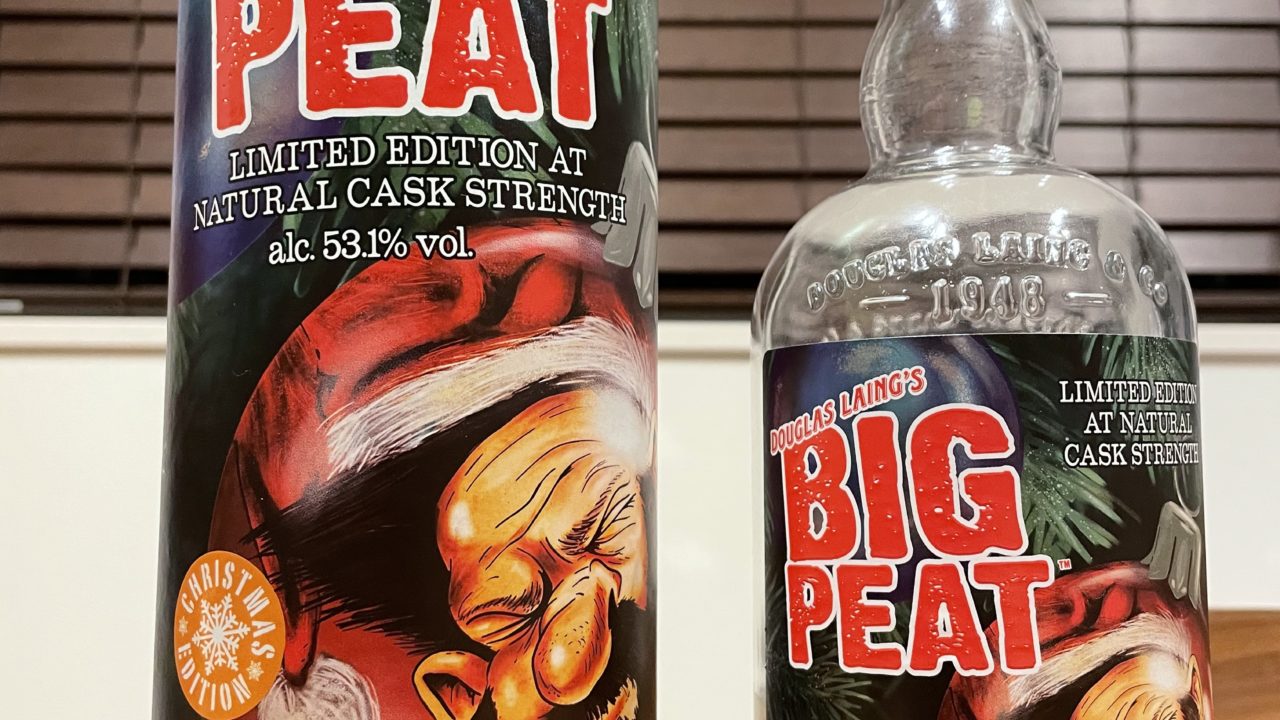 PEAT
LIMITED EDITION AT
NATURAL CASK STRENGTH
alc. 53.1% vol.
CHRISTMAS
EDITION
DOUGLAS LAING & Co
1948
DOUGLAS LAING'S
BIG
PEAT™
LIMITED EDITION
AT NATURAL
CASK STRENGTH